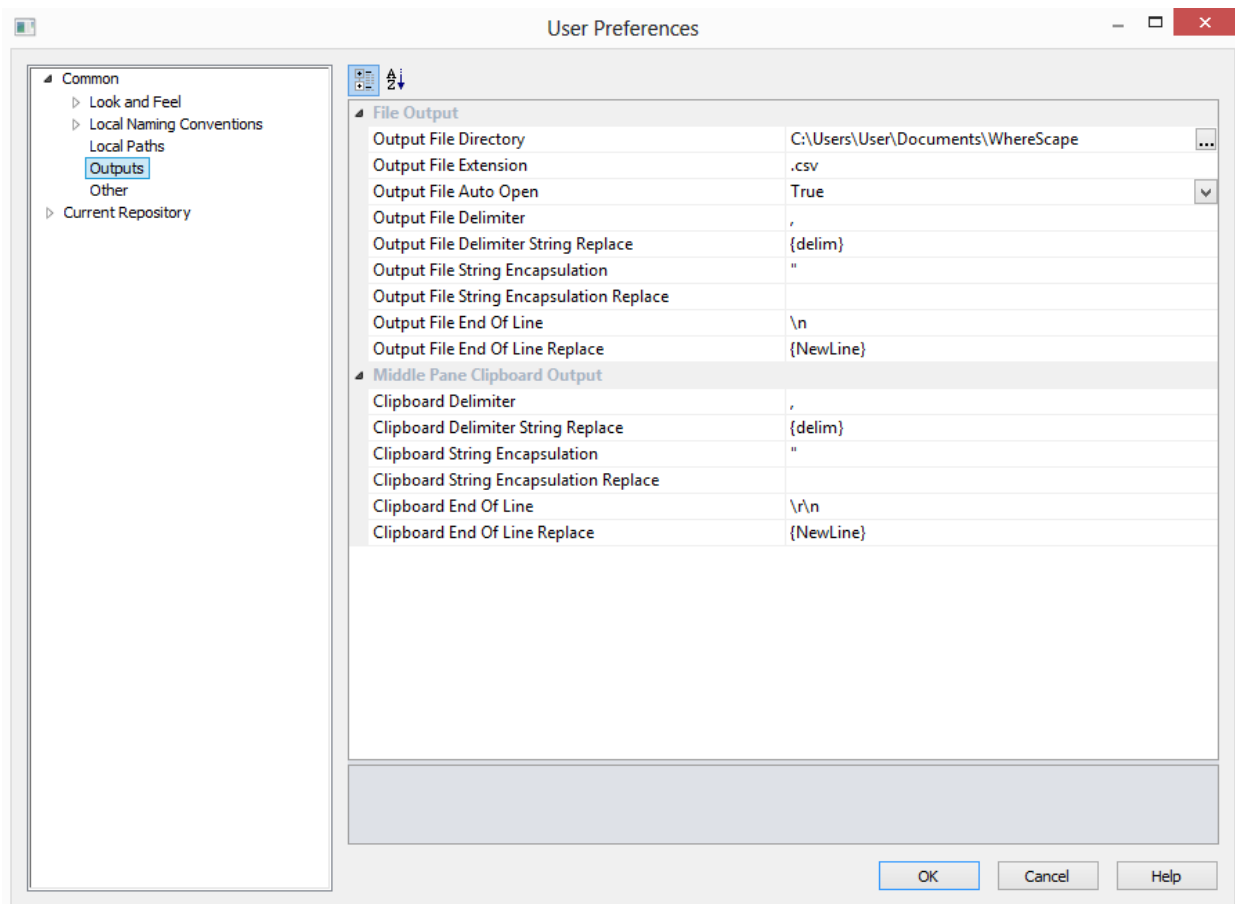 User Preferences
Common
Look and Feel
Local Naming Conventions
Local Paths
Outputs
Other
Current Repository
File Output
Output File Directory C:\Users\User\Documents\WhereScape ...
Output File Extension .csv
Output File Auto Open True
Output File Delimiter ,
Output File Delimiter String Replace {delim}
Output File String Encapsulation "
Output File String Encapsulation Replace
Output File End Of Line \n
Output File End Of Line Replace {NewLine}
Middle Pane Clipboard Output
Clipboard Delimiter ,
Clipboard Delimiter String Replace {delim}
Clipboard String Encapsulation "
Clipboard String Encapsulation Replace
Clipboard End Of Line \r\n
Clipboard End Of Line Replace {NewLine}
OK Cancel Help